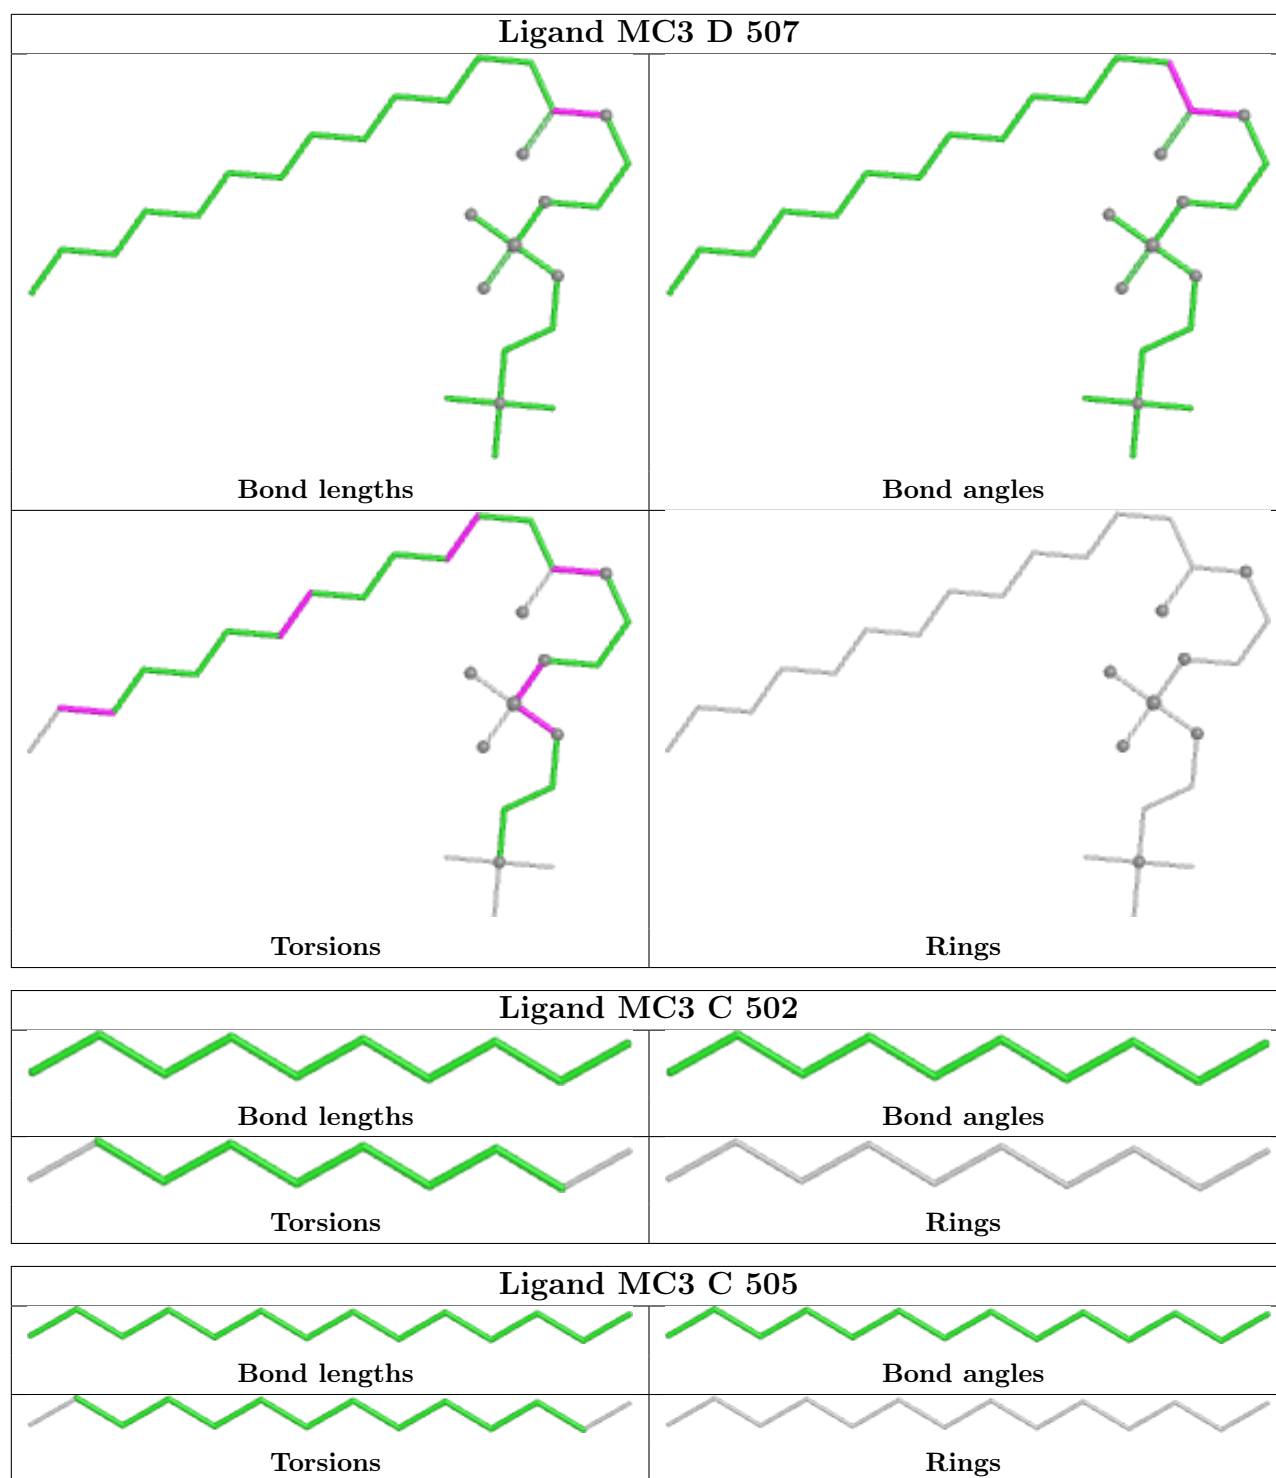 Ligand MC3 D 507
Bond lengths
Bond angles
Torsions
Rings
Ligand MC3 C 502
Bond lengths
Bond angles
Torsions
Rings
Ligand MC3 C 505
Bond lengths
Bond angles
Torsions
Rings